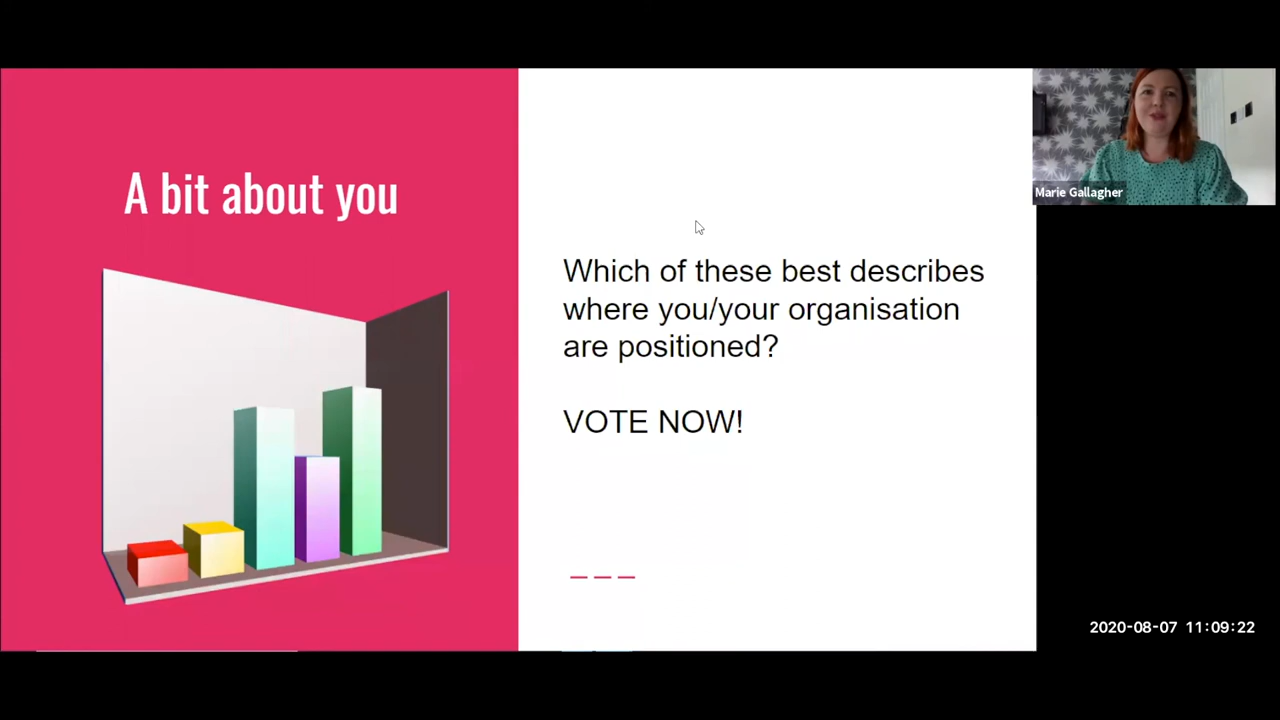 A bit about you
Which of these best describes
where you/your organisation
are positioned?
VOTE NOW!
Marie Gallagher
2020-08-07 11:09:22